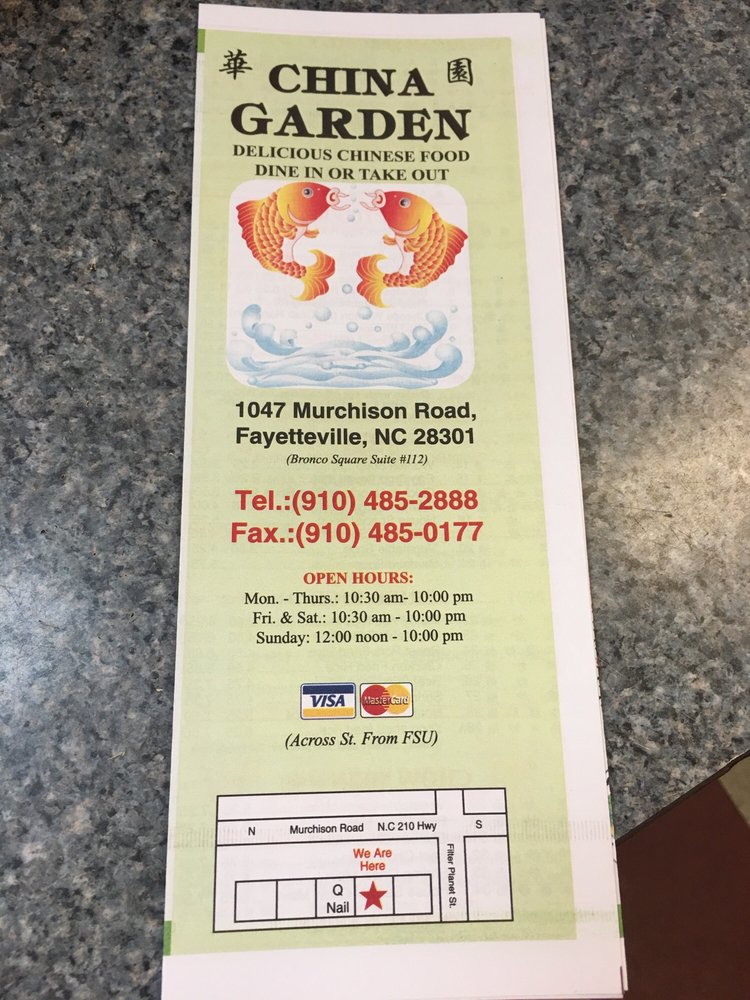 華 CHINA 園
GARDEN
DELICIOUS CHINESE FOOD
DINE IN OR TAKE OUT
1047 Murchison Road,
Fayetteville, NC 28301
(Bronco Square Suite #112)
Tel.:(910) 485-2888
Fax.:(910) 485-0177
OPEN HOURS:
Mon. - Thurs.: 10:30 am- 10:00 pm
Fri. & Sat.: 10:30 am - 10:00 pm
Sunday: 12:00 noon - 10:00 pm
VISA MasterCard
(Across St. From FSU)
N Murchison Road N.C 210 Hwy S
We Are
Here
Q
Nail
Filter Planet St.